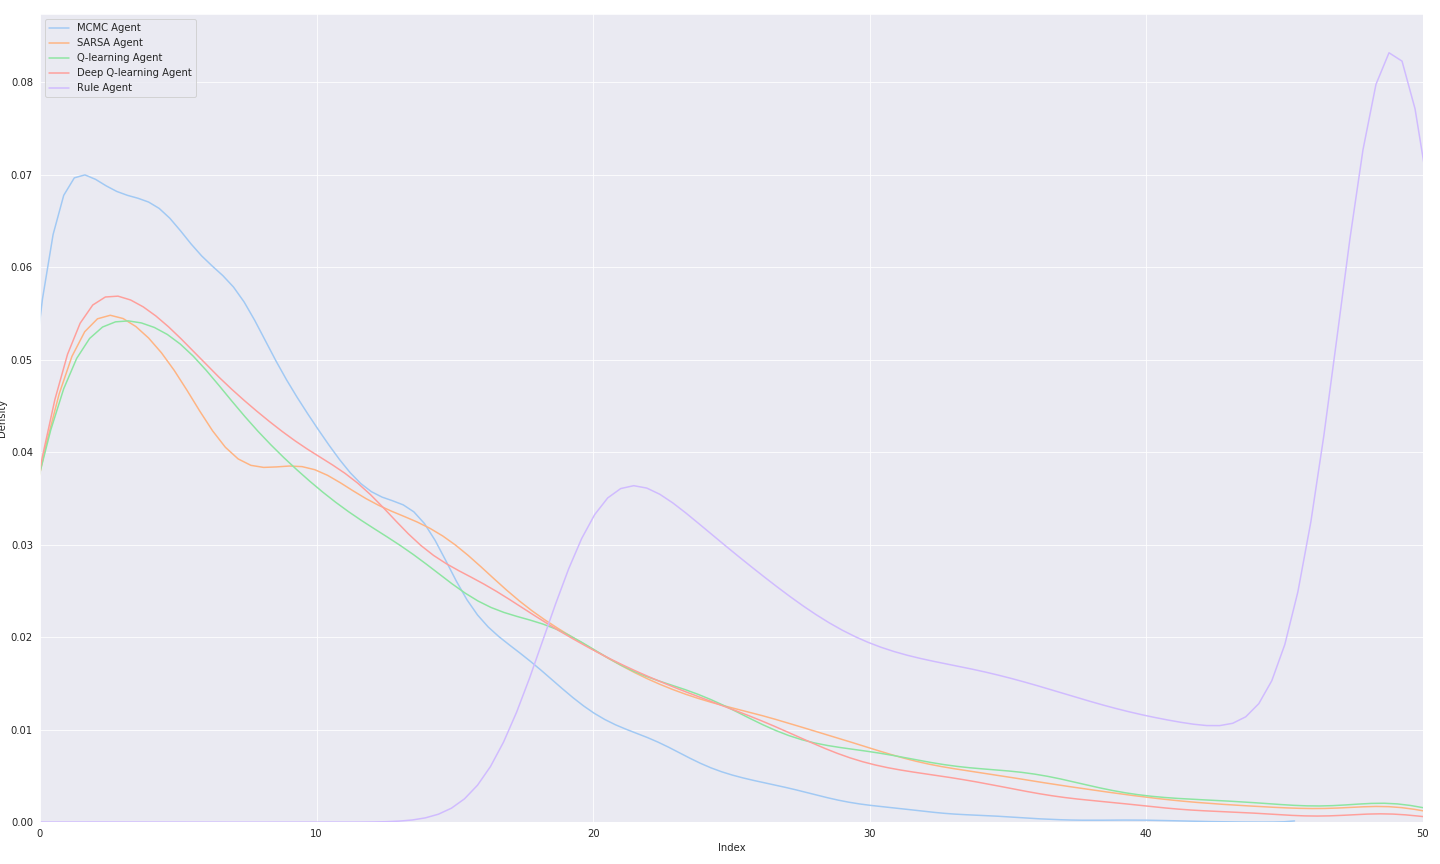 MCMC Agent
SARSA Agent
Q-learning Agent
Deep Q-learning Agent
Rule Agent
0.08
0.07
0.06
0.05
0.04
0.03
0.02
0.01
0.00
Density
0 10 20 30 40 50
Index